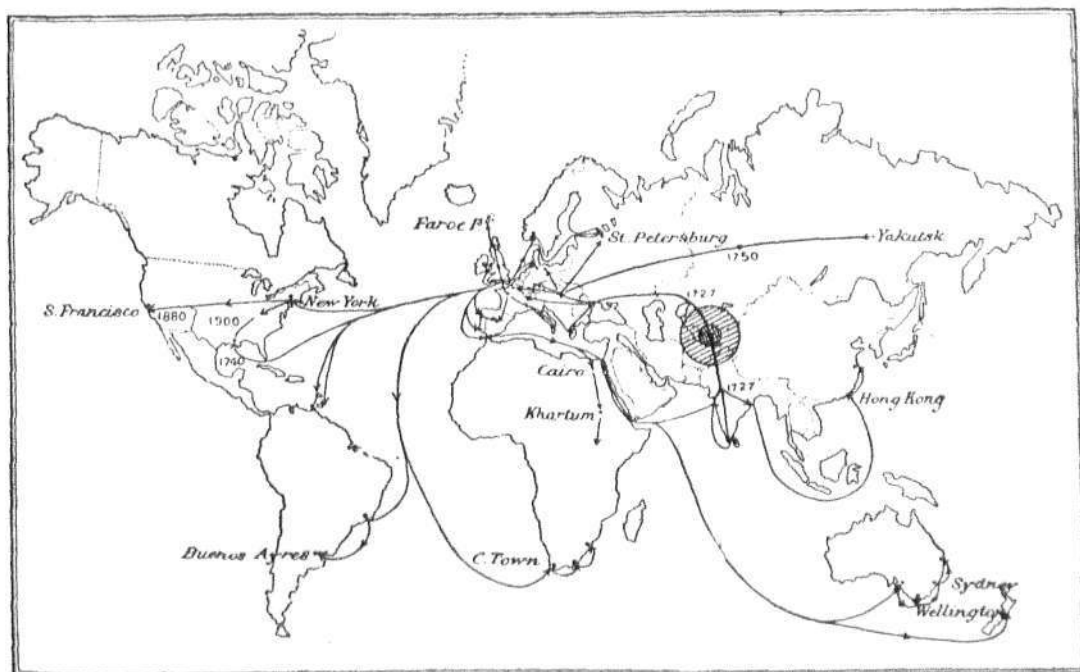 Faroe Is
St. Petersburg
Yakutsk
1750
1727
S. Francisco
1880
New York
1900
1740
Cairo
1727
Hong Kong
Khartum
Buenos Ayres
C. Town
Sydney
Wellington